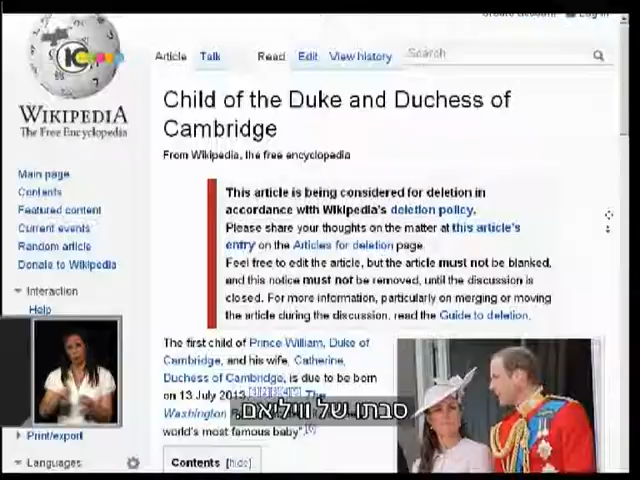 Create account Log in
WIKIPEDIA
The Free Encyclopedia
Article Talk Read Edit View history Search
Child of the Duke and Duchess of
Cambridge
From Wikipedia, the free encyclopedia
Main page
Contents
Featured content
Current events
Random article
Donate to Wikipedia
Interaction
Help
Print/export
Languages
This article is being considered for deletion in
accordance with Wikipedia's deletion policy.
Please share your thoughts on the matter at this article's
entry on the Articles for deletion page.
Feel free to edit the article, but the article must not be blanked,
and this notice must not be removed, until the discussion is
closed. For more information, particularly on merging or moving
the article during the discussion, read the Guide to deletion.
The first child of Prince William, Duke of
Cambridge, and his wife, Catherine,
Duchess of Cambridge, is due to be born
on 13 July 2013.[1][2][3][4][5] The
Washington
world's most famous baby".[6]
Contents [hide]
סבתו של וויליאם,